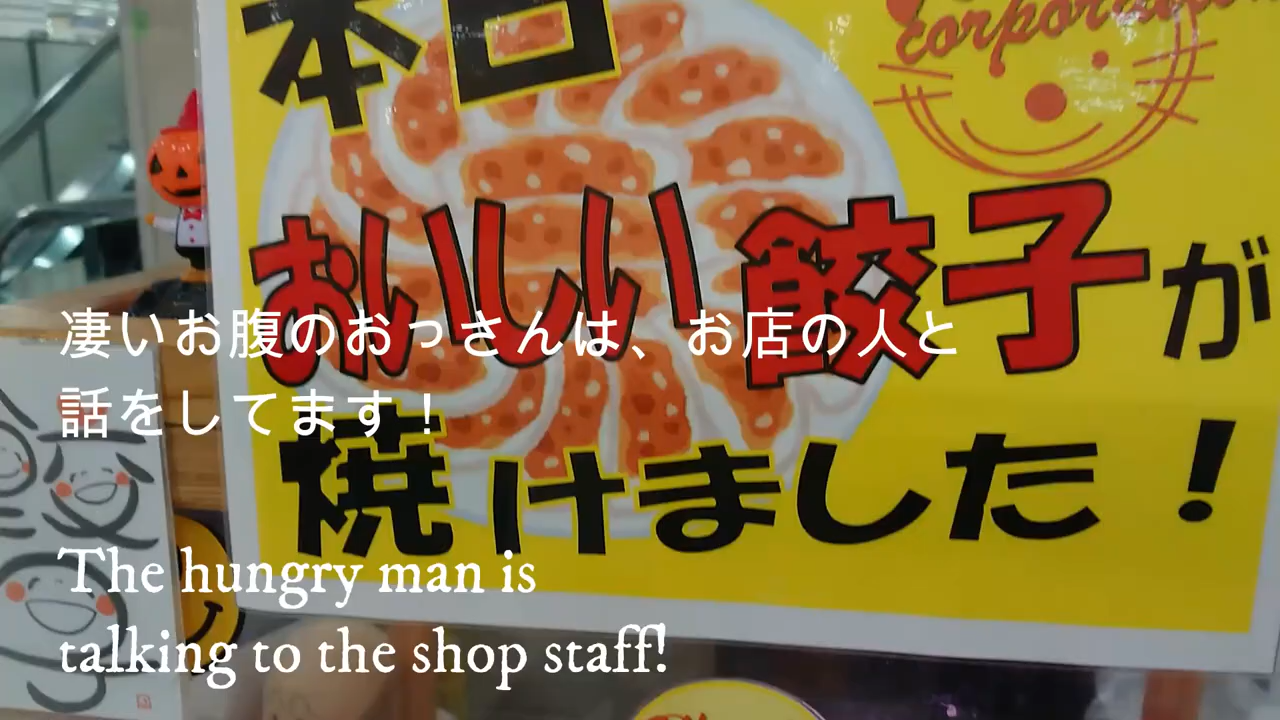 本日
おいしい餃子が
焼けました！
凄いお腹のおっさんは、お店の人と
話をしてます！
The hungry man is
talking to the shop staff!